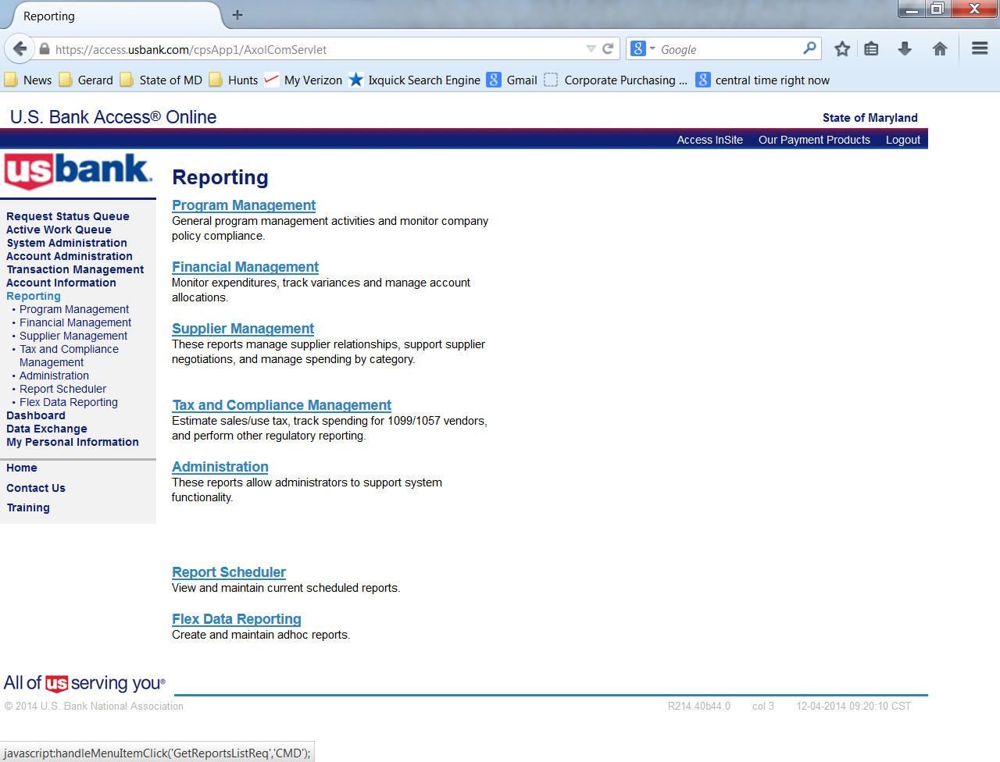 Reporting
https://access.usbank.com/cpsApp1/AxolComServlet
Google
News
Gerard
State of MD
Hunts
My Verizon
Ixquick Search Engine
Gmail
Corporate Purchasing ...
central time right now
U.S. Bank Access® Online
State of Maryland
Access InSite
Our Payment Products
Logout
usbank.
Request Status Queue
Active Work Queue
System Administration
Account Administration
Transaction Management
Account Information
Reporting
• Program Management
• Financial Management
• Supplier Management
• Tax and Compliance
Management
• Administration
• Report Scheduler
• Flex Data Reporting
Dashboard
Data Exchange
My Personal Information
Home
Contact Us
Training
Reporting
Program Management
General program management activities and monitor company
policy compliance.
Financial Management
Monitor expenditures, track variances and manage account
allocations.
Supplier Management
These reports manage supplier relationships, support supplier
negotiations, and manage spending by category.
Tax and Compliance Management
Estimate sales/use tax, track spending for 1099/1057 vendors,
and perform other regulatory reporting.
Administration
These reports allow administrators to support system
functionality.
Report Scheduler
View and maintain current scheduled reports.
Flex Data Reporting
Create and maintain adhoc reports.
All of us serving you®
© 2014 U.S. Bank National Association
R214.40b44.0
col 3
12-04-2014 09:20:10 CST
javascript:handleMenuItemClick('GetReportsListReq','CMD');